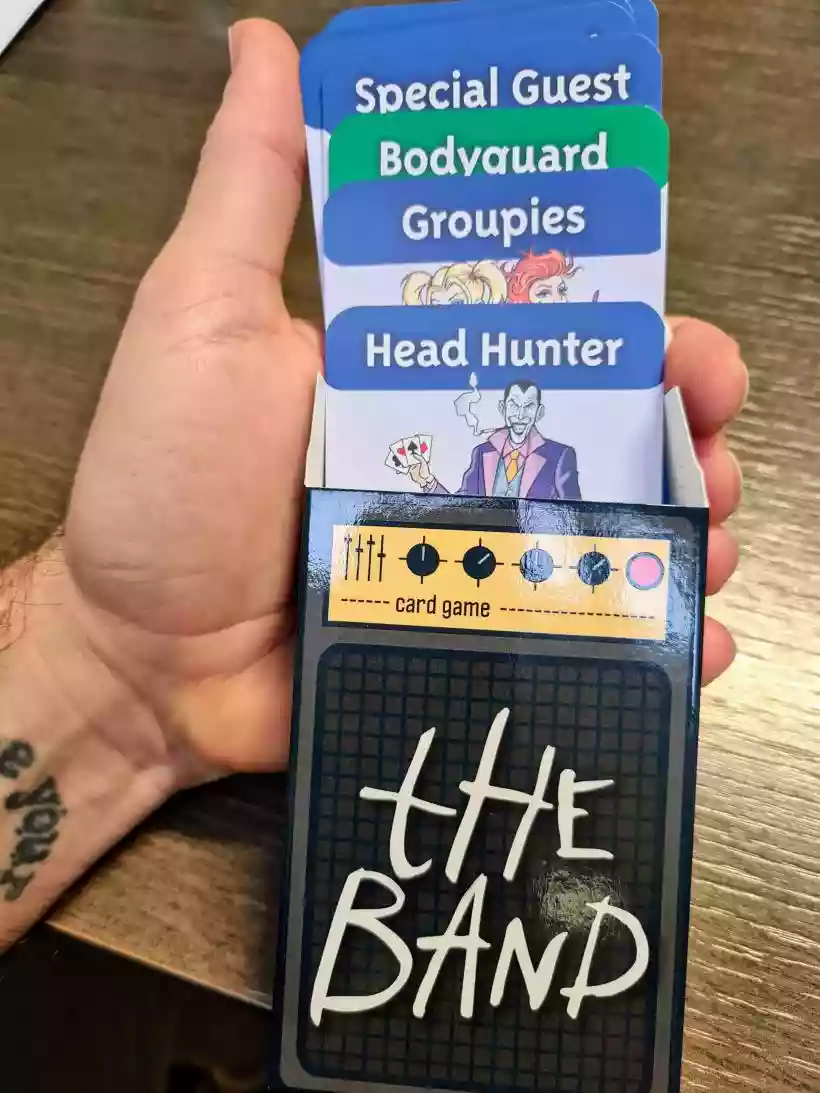 Special Guest
Bodyguard
Groupies
Head Hunter
card game
THE
BAND